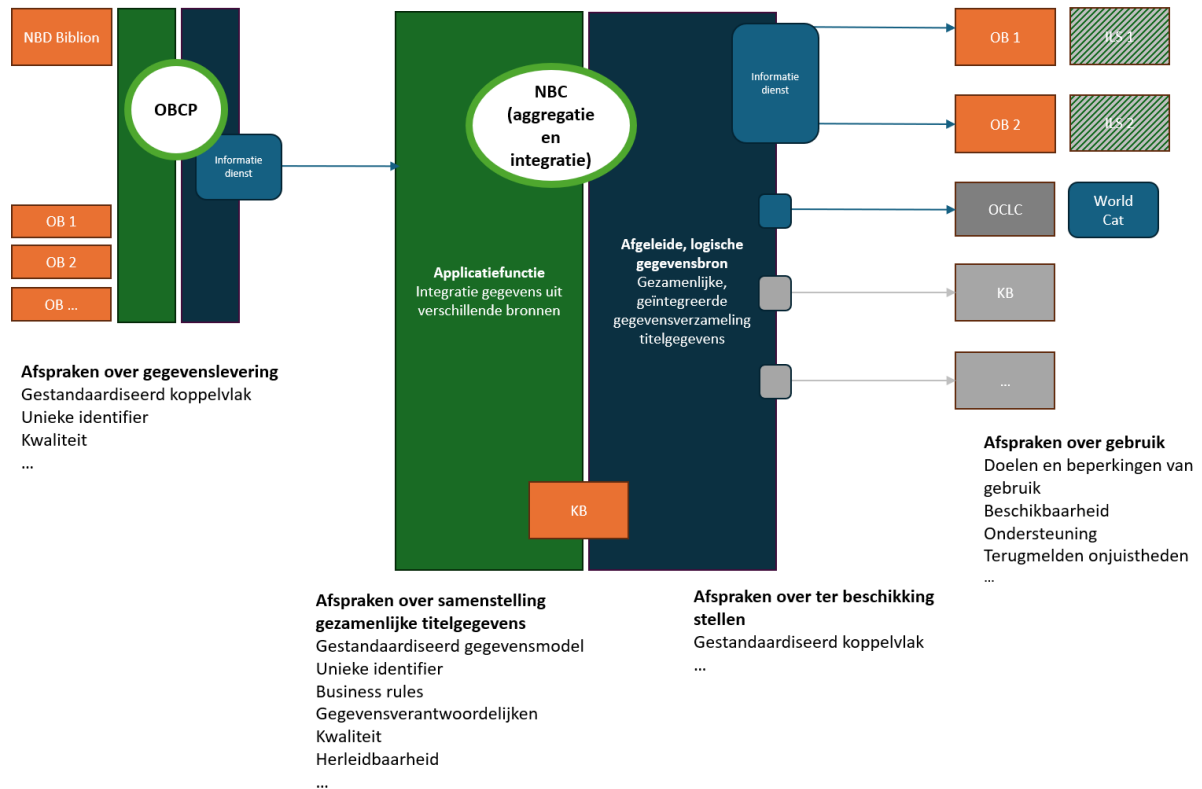 NBD Biblion
OBCP
Informatie
dienst
OB 1
OB 2
OB ...
Afspraken over gegevenslevering
Gestandaardiseerd koppelvlak
Unieke identifier
Kwaliteit
...
NBC
(aggregatie
en
integratie)
Applicatiefunctie
Integratie gegevens uit
verschillende bronnen
Afgeleide, logische
gegevensbron
Gezamenlijke,
geïntegreerde
gegevensverzameling
titelgegevens
KB
Informatie
dienst
Afspraken over samenstelling
gezamenlijke titelgegevens
Gestandaardiseerd gegevensmodel
Unieke identifier
Business rules
Gegevensverantwoordelijken
Kwaliteit
Herleidbaarheid
...
Afspraken over ter beschikking
stellen
Gestandaardiseerd koppelvlak
...
OB 1
ILS 1
OB 2
ILS 2
OCLC
World
Cat
KB
...
Afspraken over gebruik
Doelen en beperkingen van
gebruik
Beschikbaarheid
Ondersteuning
Terugmelden onjuistheden
...